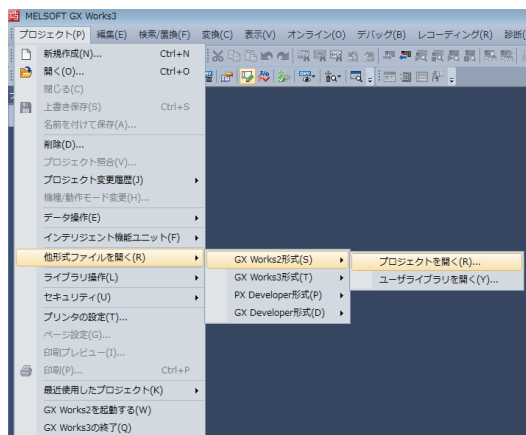 MELSOFT GX Works3
プロジェクト(P) 編集(E) 検索/置換(F) 変換(C) 表示(V) オンライン(O) デバッグ(B) レコーディング(R) 診断(
新規作成(N)... Ctrl+N
開く(O)... Ctrl+O
閉じる(C)
上書き保存(S) Ctrl+S
名前を付けて保存(A)...
削除(D)...
プロジェクト照合(V)...
プロジェクト変更履歴(J)
機種/動作モード変更(H)...
データ操作(E)
インテリジェント機能ユニット(F)
他形式ファイルを開く(R) GX Works2形式(S) プロジェクトを開く(R)...
ライブラリ操作(L) GX Works3形式(T) ユーザライブラリを開く(Y)...
セキュリティ(U) PX Developer形式(P)
プリンタの設定(T)... GX Developer形式(D)
ページ設定(G)...
印刷プレビュー(I)...
印刷(P)... Ctrl+P
最近使用したプロジェクト(K)
GX Works2を起動する(W)
GX Works3の終了(Q)